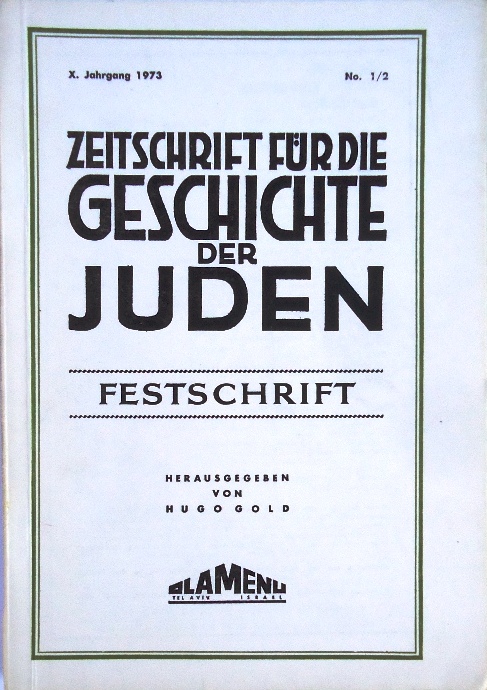 X. Jahrgang 1973 No. 1/2
ZEITSCHRIFT FÜR DIE
GESCHICHTE
DER
JUDEN
FESTSCHRIFT
HERAUSGEGEBEN
VON
HUGO GOLD
OLAMENU
TEL AVIV ISRAEL